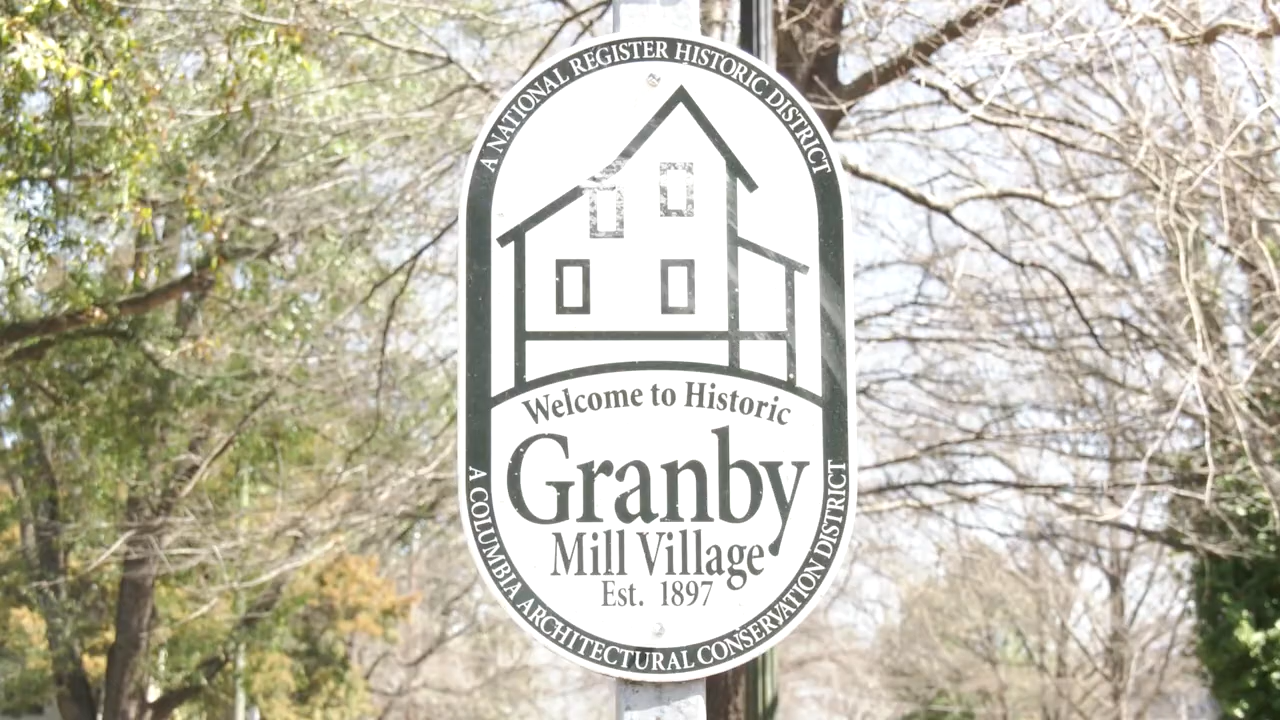 A NATIONAL REGISTER HISTORIC DISTRICT
Welcome to Historic
Granby
Mill Village
Est. 1897
A COLUMBIA ARCHITECTURAL CONSERVATION DISTRICT